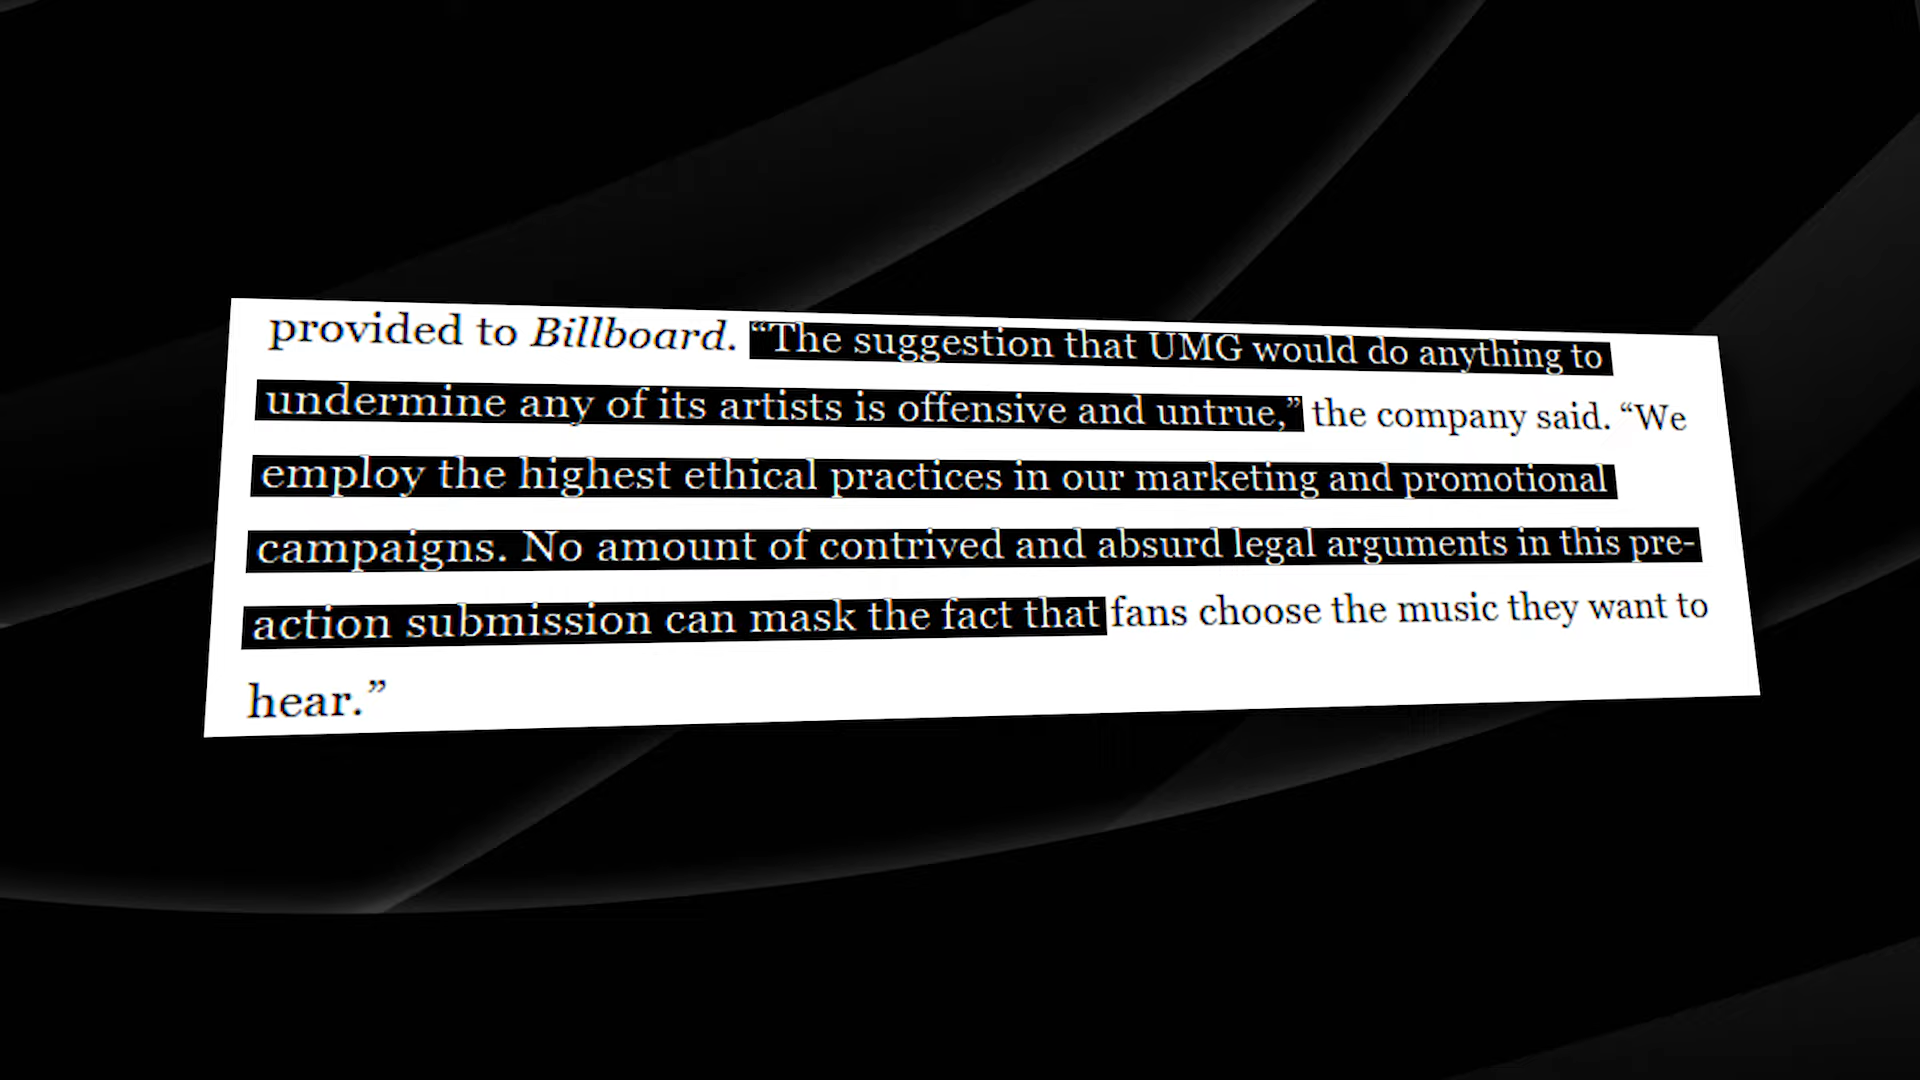 provided to Billboard. “The suggestion that UMG would do anything to
undermine any of its artists is offensive and untrue,” the company said. “We
employ the highest ethical practices in our marketing and promotional
campaigns. No amount of contrived and absurd legal arguments in this pre-
action submission can mask the fact that fans choose the music they want to
hear.”